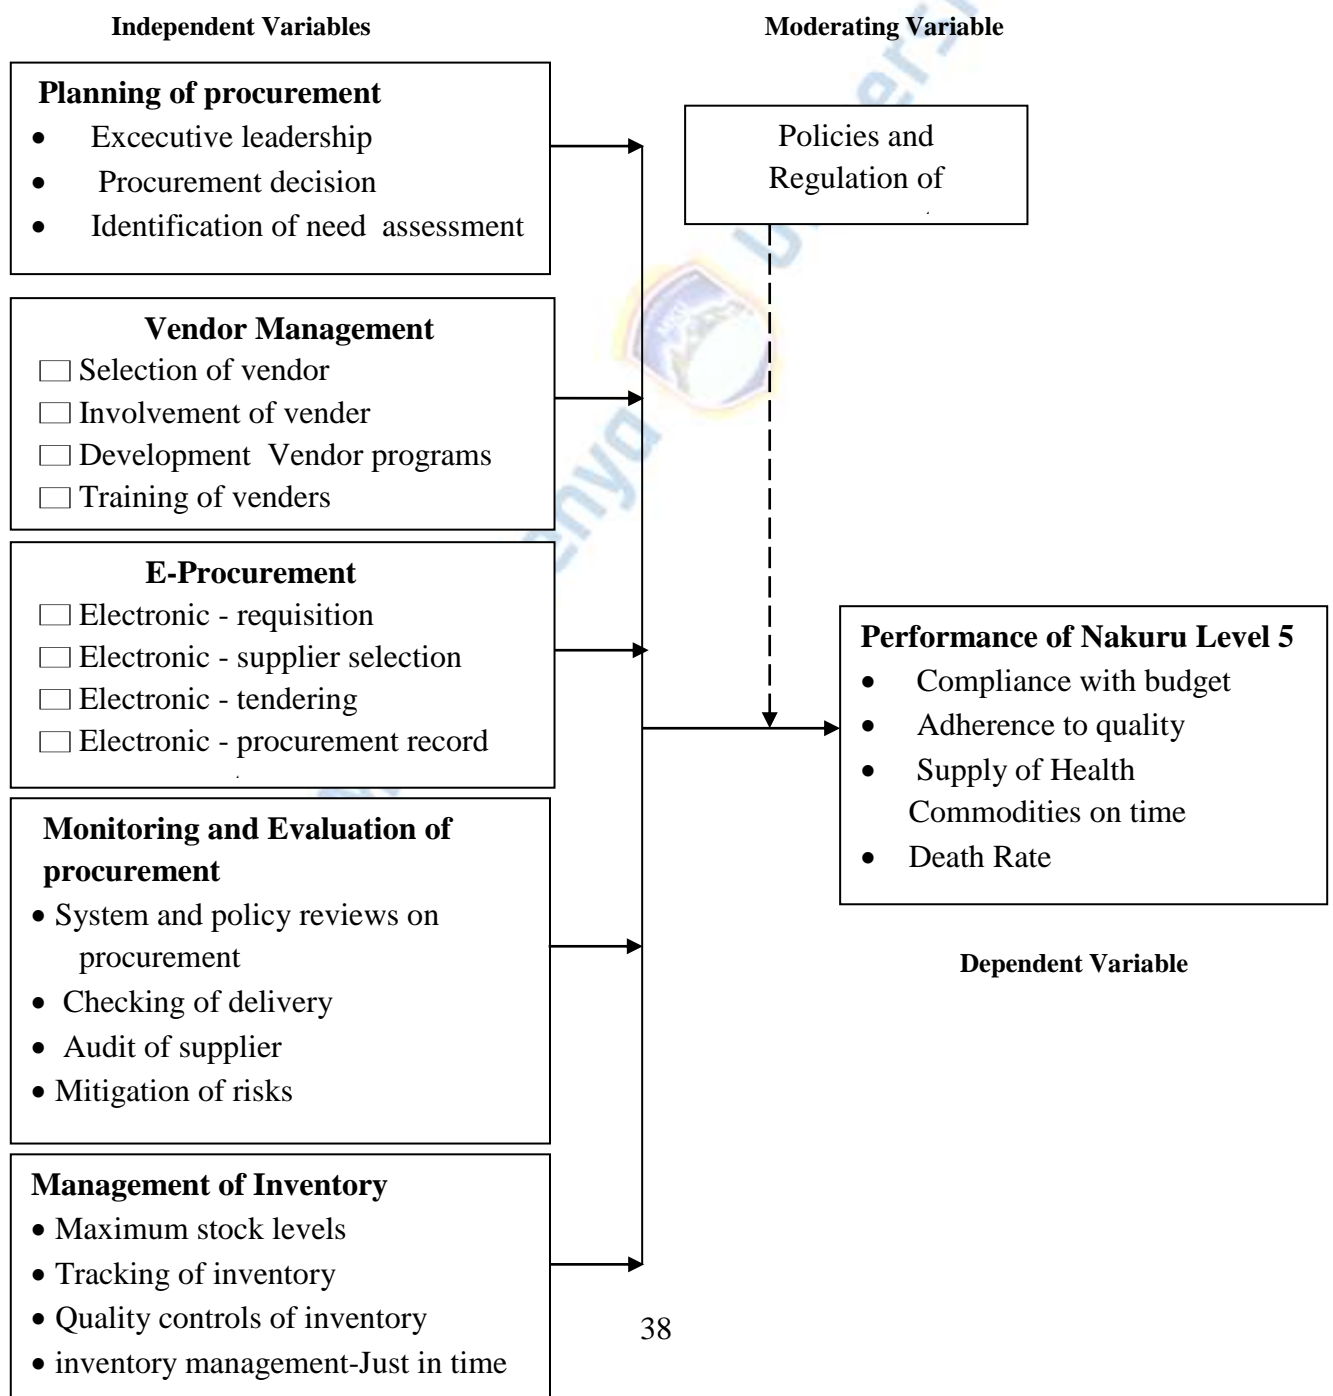 Independent Variables
Moderating Variable
Planning of procurement
• Excecutive leadership
• Procurement decision
• Identification of need assessment
Policies and
Regulation of
Vendor Management
□ Selection of vendor
□ Involvement of vender
□ Development Vendor programs
□ Training of venders
E-Procurement
□ Electronic - requisition
□ Electronic - supplier selection
□ Electronic - tendering
□ Electronic - procurement record
Performance of Nakuru Level 5
• Compliance with budget
• Adherence to quality
• Supply of Health
Commodities on time
• Death Rate
Dependent Variable
Monitoring and Evaluation of
procurement
• System and policy reviews on
procurement
• Checking of delivery
• Audit of supplier
• Mitigation of risks
Management of Inventory
• Maximum stock levels
• Tracking of inventory
• Quality controls of inventory
• inventory management-Just in time
38